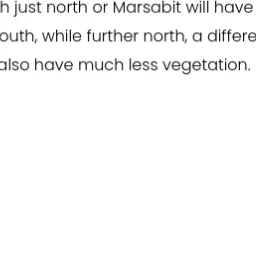 h just north or Marsabit will have
outh, while further north, a differe
also have much less vegetation.